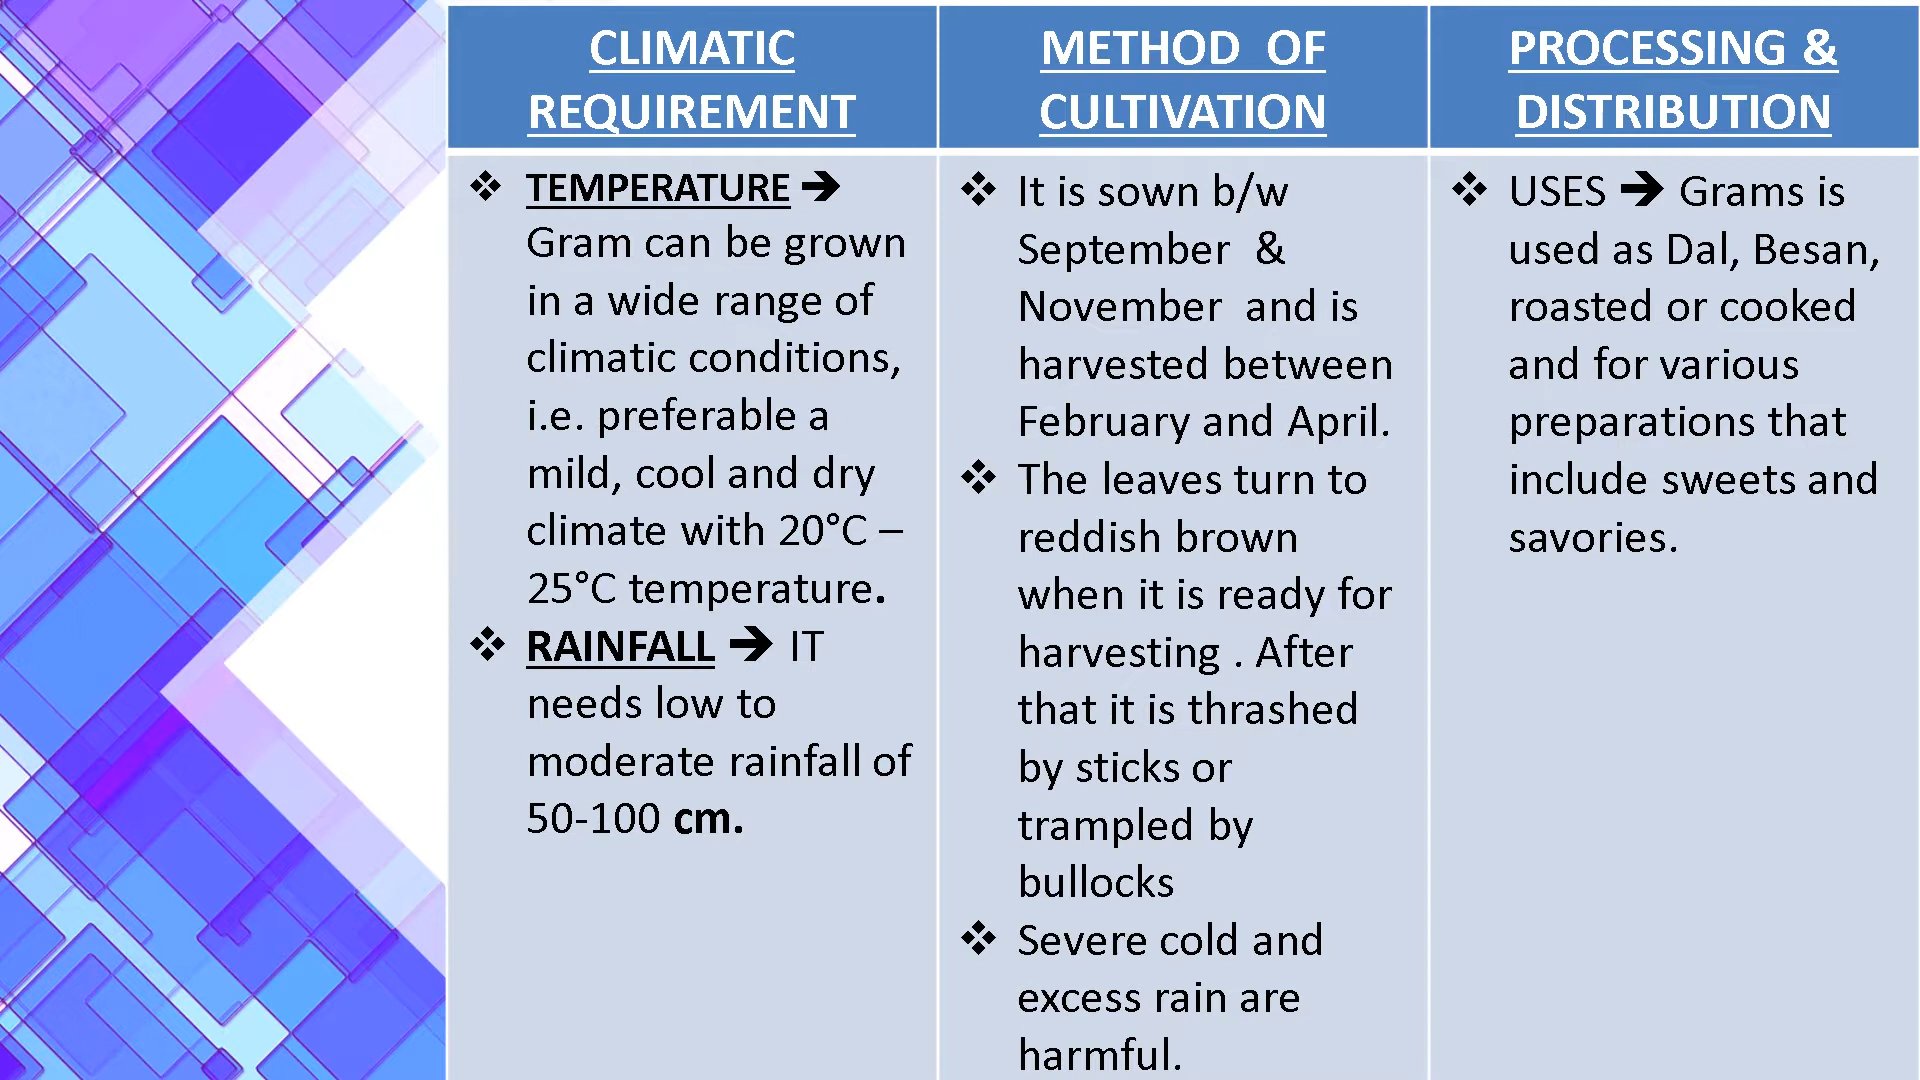 CLIMATIC
REQUIREMENT
❖ TEMPERATURE ➔
Gram can be grown
in a wide range of
climatic conditions,
i.e. preferable a
mild, cool and dry
climate with 20°C –
25°C temperature.
❖ RAINFALL ➔ IT
needs low to
moderate rainfall of
50-100 cm.
METHOD OF
CULTIVATION
❖ It is sown b/w
September &
November and is
harvested between
February and April.
❖ The leaves turn to
reddish brown
when it is ready for
harvesting . After
that it is thrashed
by sticks or
trampled by
bullocks
❖ Severe cold and
excess rain are
harmful.
PROCESSING &
DISTRIBUTION
❖ USES ➔ Grams is
used as Dal, Besan,
roasted or cooked
and for various
preparations that
include sweets and
savories.